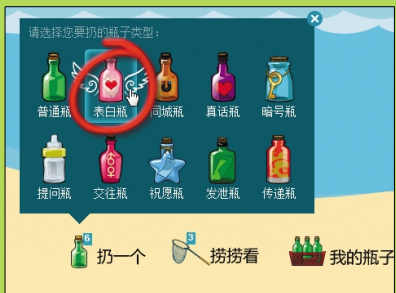 请选择您要扔的瓶子类型:
普通瓶 表白瓶 同城瓶 真话瓶 暗号瓶
提问瓶 交往瓶 祝愿瓶 发泄瓶 传递瓶
6 3
扔一个 捞捞看 我的瓶子